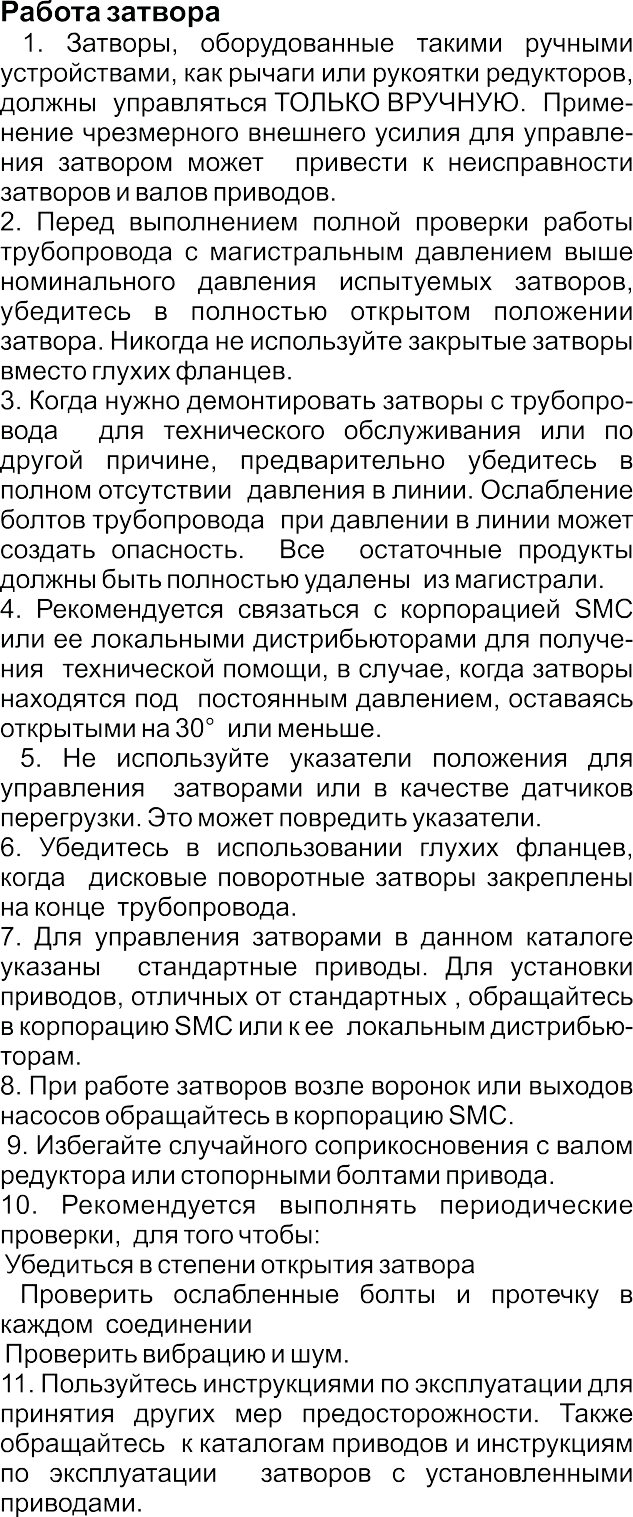 Работа затвора
1. Затворы, оборудованные такими ручными
устройствами, как рычаги или рукоятки редукторов,
должны управляться ТОЛЬКО ВРУЧНУЮ. Приме-
нение чрезмерного внешнего усилия для управле-
ния затвором может привести к неисправности
затворов и валов приводов.
2. Перед выполнением полной проверки работы
трубопровода с магистральным давлением выше
номинального давления испытуемых затворов,
убедитесь в полностью открытом положении
затвора. Никогда не используйте закрытые затворы
вместо глухих фланцев.
3. Когда нужно демонтировать затворы с трубопро-
вода для технического обслуживания или по
другой причине, предварительно убедитесь в
полном отсутствии давления в линии. Ослабление
болтов трубопровода при давлении в линии может
создать опасность. Все остаточные продукты
должны быть полностью удалены из магистрали.
4. Рекомендуется связаться с корпорацией SMC
или ее локальными дистрибьюторами для получе-
ния технической помощи, в случае, когда затворы
находятся под постоянным давлением, оставаясь
открытыми на 30° или меньше.
5. Не используйте указатели положения для
управления затворами или в качестве датчиков
перегрузки. Это может повредить указатели.
6. Убедитесь в использовании глухих фланцев,
когда дисковые поворотные затворы закреплены
на конце трубопровода.
7. Для управления затворами в данном каталоге
указаны стандартные приводы. Для установки
приводов, отличных от стандартных , обращайтесь
в корпорацию SMC или к ее локальным дистрибью-
торам.
8. При работе затворов возле воронок или выходов
насосов обращайтесь в корпорацию SMC.
9. Избегайте случайного соприкосновения с валом
редуктора или стопорными болтами привода.
10. Рекомендуется выполнять периодические
проверки, для того чтобы:
Убедиться в степени открытия затвора
Проверить ослабленные болты и протечку в
каждом соединении
Проверить вибрацию и шум.
11. Пользуйтесь инструкциями по эксплуатации для
принятия других мер предосторожности. Также
обращайтесь к каталогам приводов и инструкциям
по эксплуатации затворов с установленными
приводами.